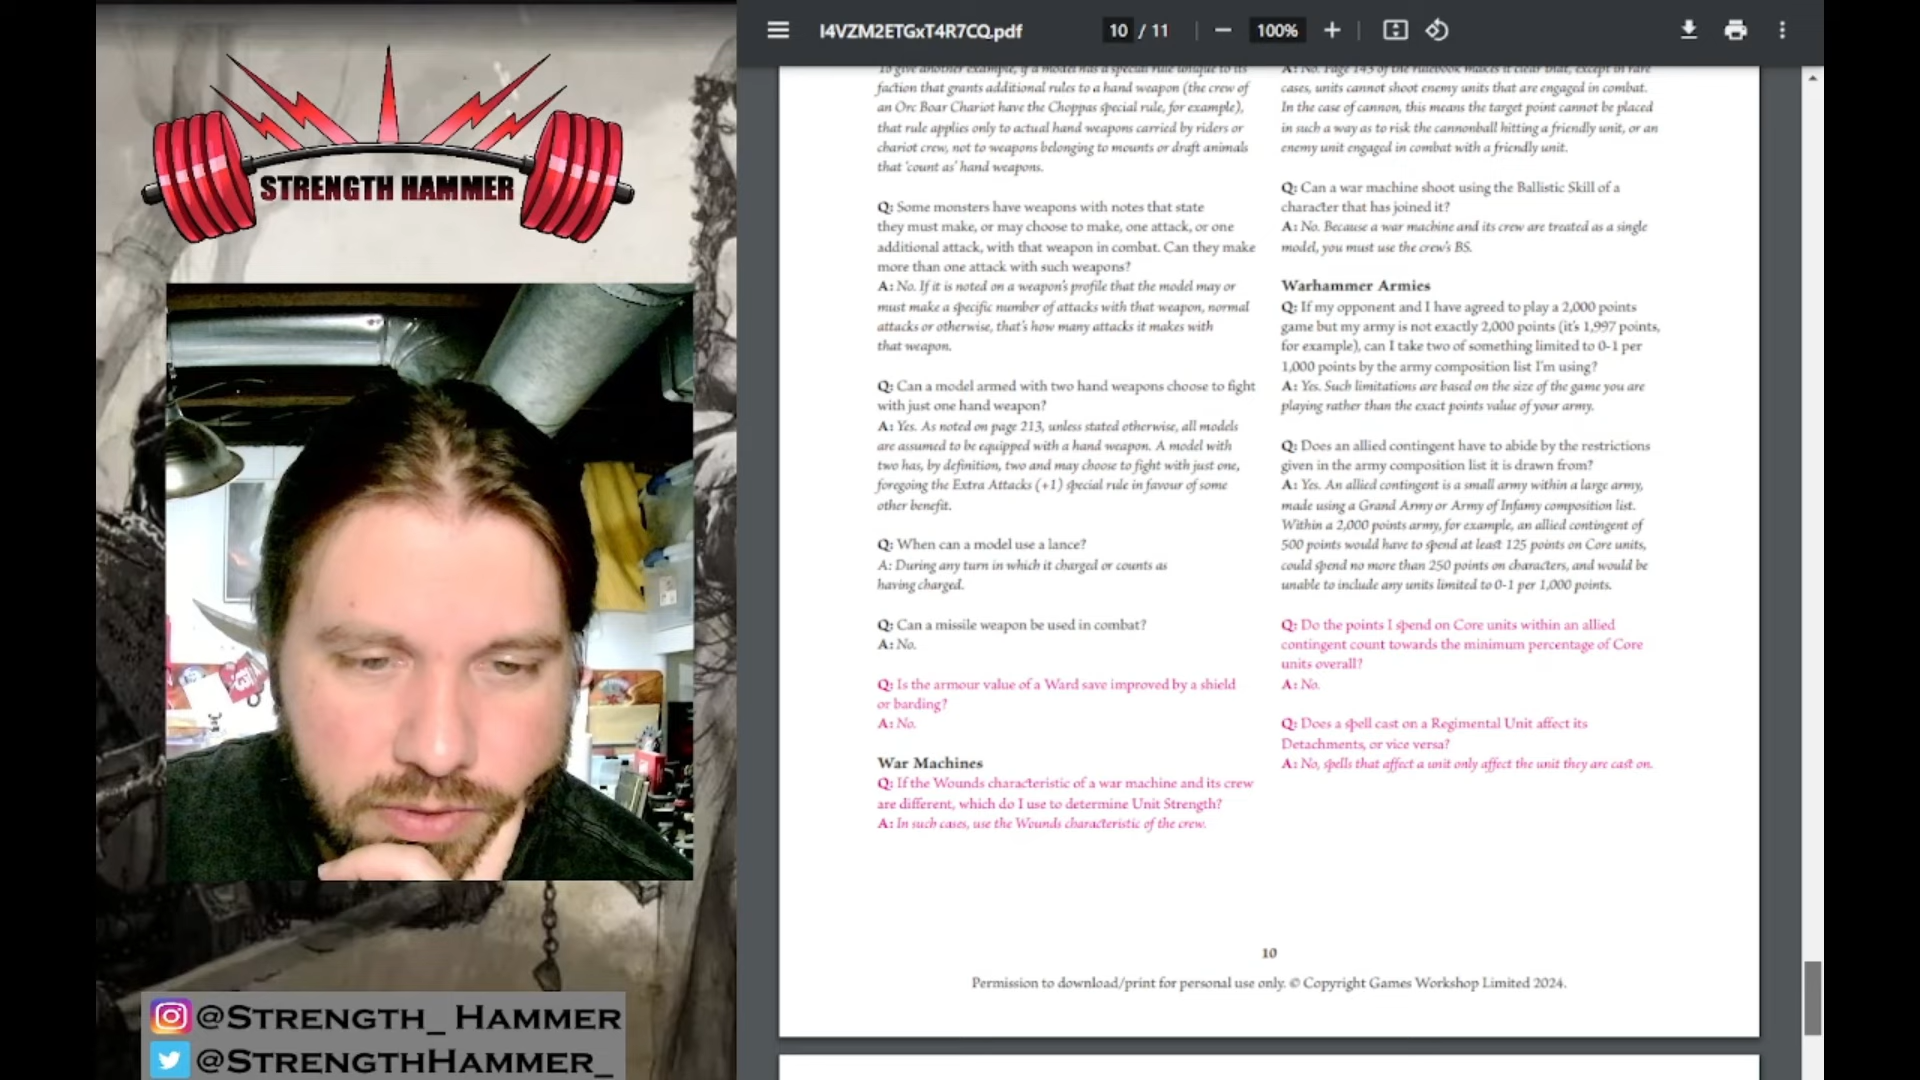 STRENGTH HAMMER
@STRENGTH_HAMMER
@STRENGTHHAMMER_
I4VZM2ETGxT4R7CQ.pdf
10 / 11
100%
To give another example, if a model has a special rule unique to its
faction that grants additional rules to a hand weapon (the crew of
an Orc Boar Chariot have the Choppas special rule, for example),
that rule applies only to actual hand weapons carried by riders or
chariot crew, not to weapons belonging to mounts or draft animals
that 'count as' hand weapons.
Q: Some monsters have weapons with notes that state
they must make, or may choose to make, one attack, or one
additional attack, with that weapon in combat. Can they make
more than one attack with such weapons?
A: No. If it is noted on a weapon's profile that the model may or
must make a specific number of attacks with that weapon, normal
attacks or otherwise, that's how many attacks it makes with
that weapon.
Q: Can a model armed with two hand weapons choose to fight
with just one hand weapon?
A: Yes. As noted on page 213, unless stated otherwise, all models
are assumed to be equipped with a hand weapon. A model with
two has, by definition, two and may choose to fight with just one,
foregoing the Extra Attacks (+1) special rule in favour of some
other benefit.
Q: When can a model use a lance?
A: During any turn in which it charged or counts as
having charged.
Q: Can a missile weapon be used in combat?
A: No.
Q: Is the armour value of a Ward save improved by a shield
or barding?
A: No.
War Machines
Q: If the Wounds characteristic of a war machine and its crew
are different, which do I use to determine Unit Strength?
A: In such cases, use the Wounds characteristic of the crew.
A: No. Page 143 of the rulebook makes it clear that, except in rare
cases, units cannot shoot enemy units that are engaged in combat.
In the case of cannon, this means the target point cannot be placed
in such a way as to risk the cannonball hitting a friendly unit, or an
enemy unit engaged in combat with a friendly unit.
Q: Can a war machine shoot using the Ballistic Skill of a
character that has joined it?
A: No. Because a war machine and its crew are treated as a single
model, you must use the crew's BS.
Warhammer Armies
Q: If my opponent and I have agreed to play a 2,000 points
game but my army is not exactly 2,000 points (it's 1,997 points,
for example), can I take two of something limited to 0-1 per
1,000 points by the army composition list I'm using?
A: Yes. Such limitations are based on the size of the game you are
playing rather than the exact points value of your army.
Q: Does an allied contingent have to abide by the restrictions
given in the army composition list it is drawn from?
A: Yes. An allied contingent is a small army within a large army,
made using a Grand Army or Army of Infamy composition list.
Within a 2,000 points army, for example, an allied contingent of
500 points would have to spend at least 125 points on Core units,
could spend no more than 250 points on characters, and would be
unable to include any units limited to 0-1 per 1,000 points.
Q: Do the points I spend on Core units within an allied
contingent count towards the minimum percentage of Core
units overall?
A: No.
Q: Does a spell cast on a Regimental Unit affect its
Detachments, or vice versa?
A: No, spells that affect a unit only affect the unit they are cast on.
10
Permission to download/print for personal use only. © Copyright Games Workshop Limited 2024.